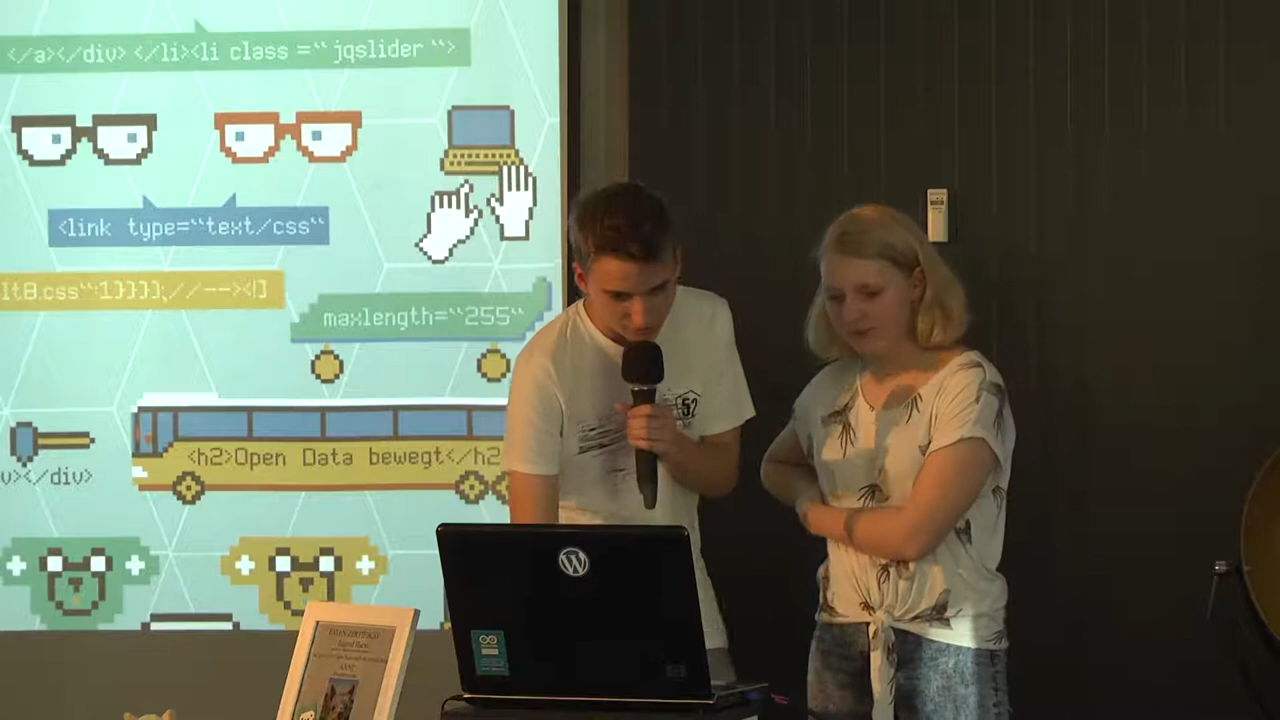 </a></div> </li><li class ="jqslider ">
<link type="text/css"
lt8.css":1}}}};//--><!]
maxlength="255"
<h2>Open Data bewegt</h2
v></div>
52
W